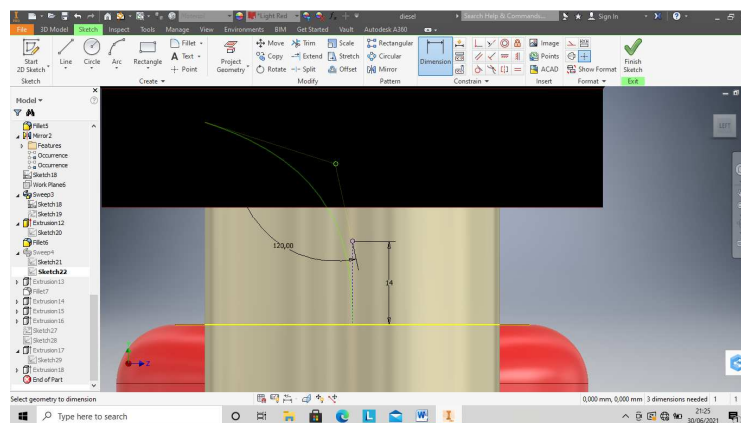 *Light Red
diesel
Search Help & Commands...
Sign In
File 3D Model Sketch Inspect Tools Manage View Environments BIM Get Started Vault Autodesk A360
Start
2D Sketch
Line
Circle
Arc
Rectangle
Fillet
Text
Point
Project
Geometry
Move
Copy
Rotate
Trim
Extend
Split
Scale
Stretch
Offset
Rectangular
Circular
Mirror
Dimension
Image
Points
ACAD
Show Format
Finish
Sketch
Sketch
Create
Modify
Pattern
Constrain
Insert
Format
Exit
Model
Fillet5
Mirror2
Features
Occurrence
Occurrence
Sketch18
Work Plane6
Sweep3
Sketch18
Sketch19
Extrusion12
Sketch20
Fillet6
Sweep4
Sketch21
Sketch22
Extrusion13
Fillet7
Extrusion14
Extrusion15
Extrusion16
Sketch27
Sketch28
Extrusion17
Sketch29
Extrusion18
End of Part
LEFT
120,00
14
Z
Select geometry to dimension
0,000 mm, 0,000 mm 3 dimensions needed 1 1
Type here to search
21:25
30/06/2021